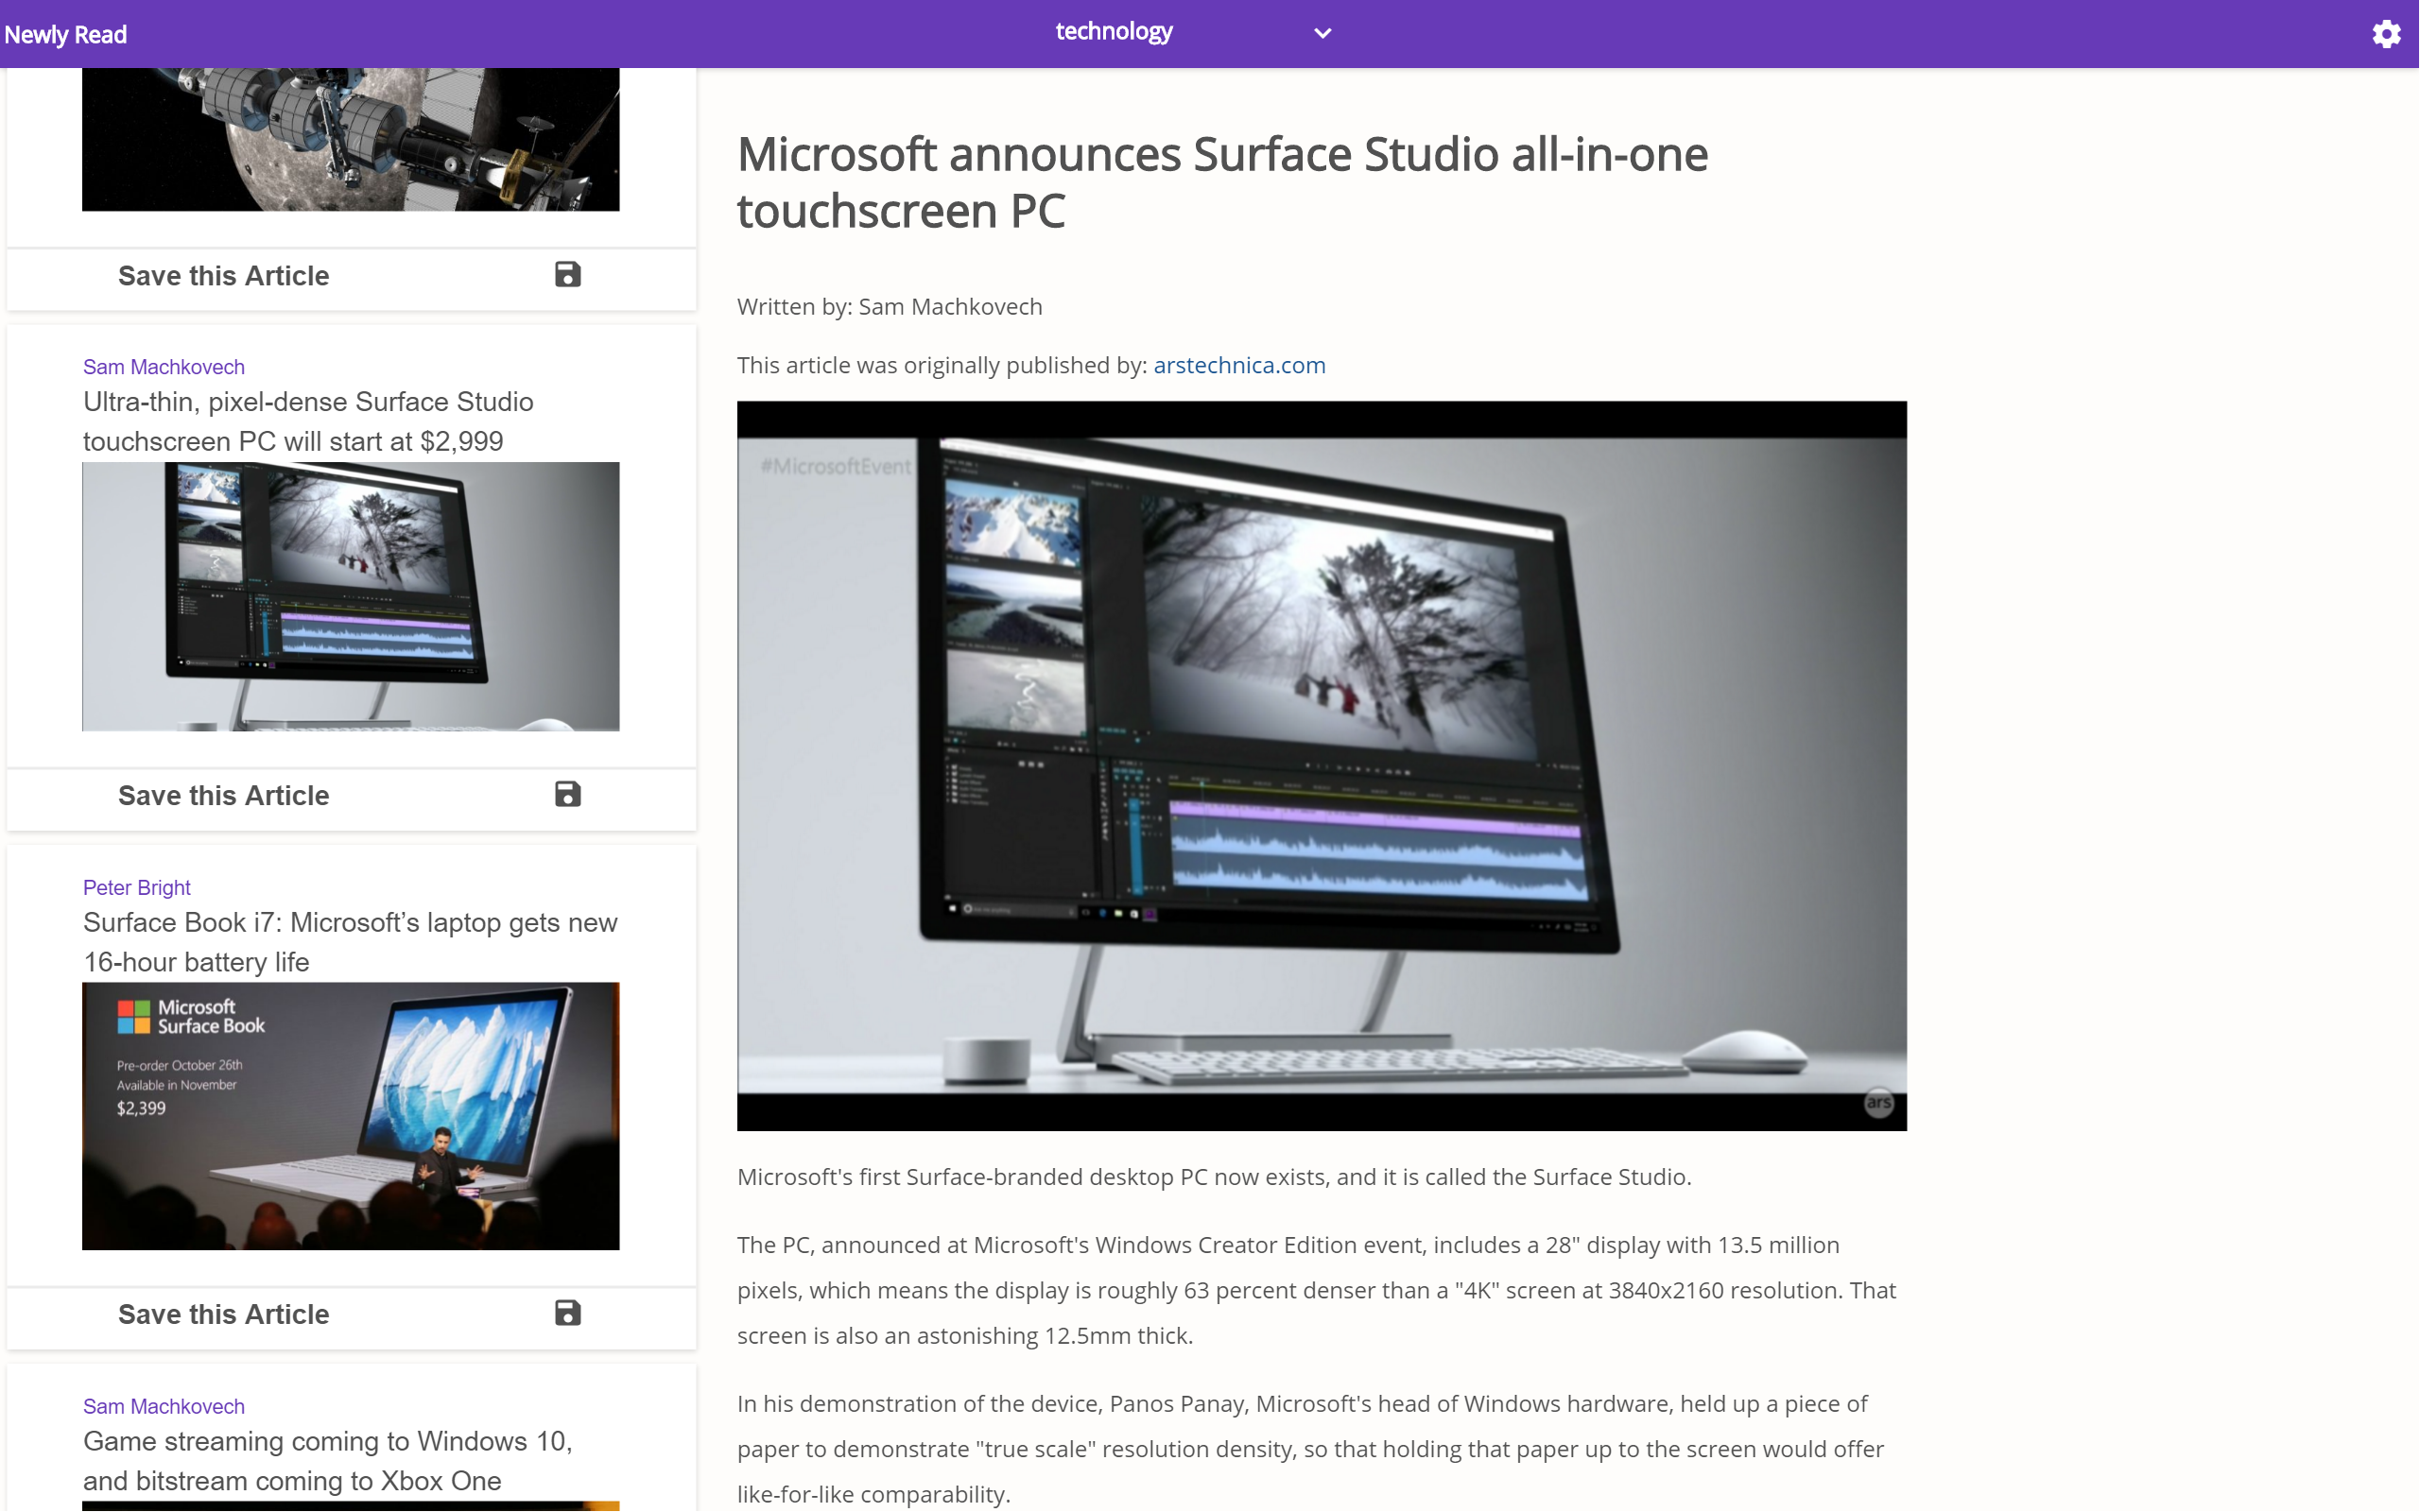 Newly Read
technology
Save this Article
Sam Machkovech
Ultra-thin, pixel-dense Surface Studio
touchscreen PC will start at $2,999
Save this Article
Peter Bright
Surface Book i7: Microsoft’s laptop gets new
16-hour battery life
Microsoft
Surface Book
Pre-order October 26th
Available in November
$2,399
Save this Article
Sam Machkovech
Game streaming coming to Windows 10,
and bitstream coming to Xbox One
Microsoft announces Surface Studio all-in-one
touchscreen PC
Written by: Sam Machkovech
This article was originally published by: arstechnica.com
#MicrosoftEvent
ars
Microsoft's first Surface-branded desktop PC now exists, and it is called the Surface Studio.
The PC, announced at Microsoft's Windows Creator Edition event, includes a 28" display with 13.5 million
pixels, which means the display is roughly 63 percent denser than a "4K" screen at 3840x2160 resolution. That
screen is also an astonishing 12.5mm thick.
In his demonstration of the device, Panos Panay, Microsoft's head of Windows hardware, held up a piece of
paper to demonstrate "true scale" resolution density, so that holding that paper up to the screen would offer
like-for-like comparability.